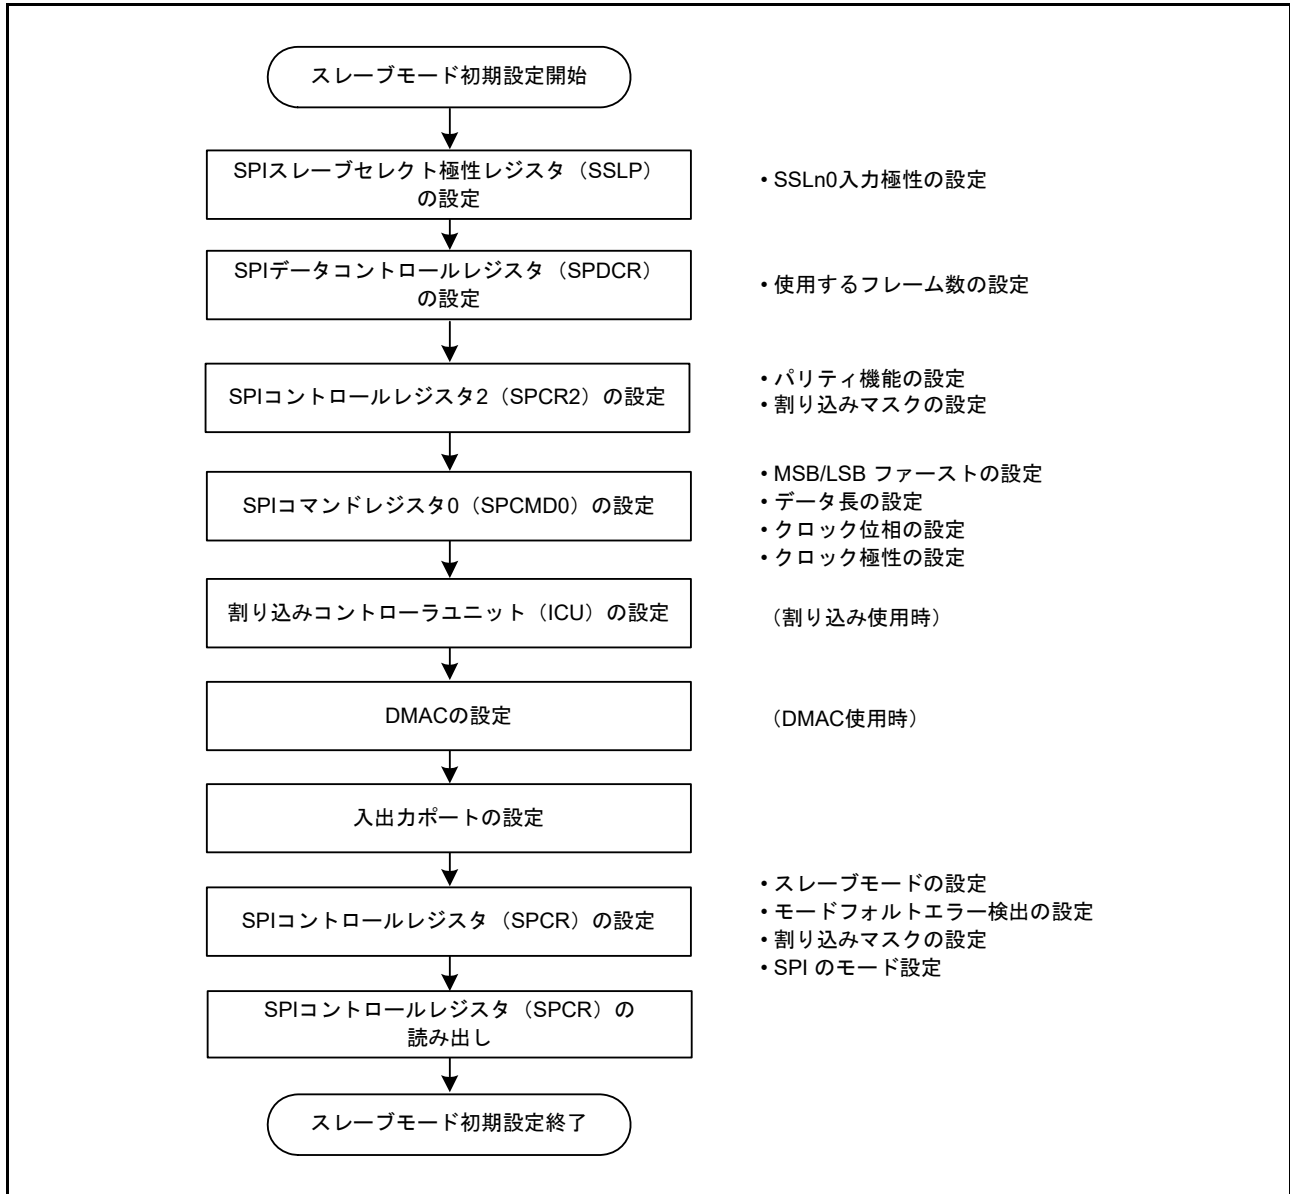 スレーブモード初期設定開始
SPIスレーブセレクト極性レジスタ（SSLP）
の設定
• SSLn0入力極性の設定
SPIデータコントロールレジスタ（SPDCR）
の設定
• 使用するフレーム数の設定
SPIコントロールレジスタ2（SPCR2）の設定
• パリティ機能の設定
• 割り込みマスクの設定
SPIコマンドレジスタ0（SPCMD0）の設定
• MSB/LSB ファーストの設定
• データ長の設定
• クロック位相の設定
• クロック極性の設定
割り込みコントローラユニット（ICU）の設定
（割り込み使用時）
DMACの設定
（DMAC使用時）
入出力ポートの設定
SPIコントロールレジスタ（SPCR）の設定
• スレーブモードの設定
• モードフォルトエラー検出の設定
• 割り込みマスクの設定
• SPI のモード設定
SPIコントロールレジスタ（SPCR）の
読み出し
スレーブモード初期設定終了